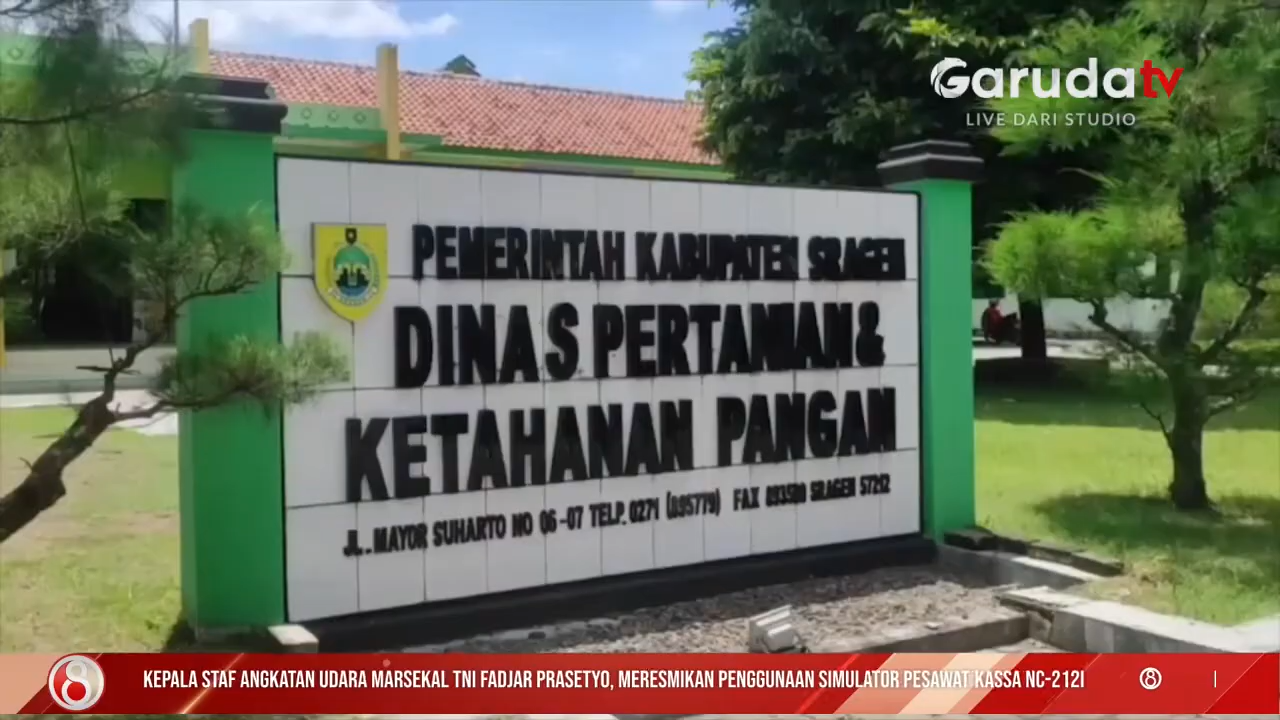 Garudatv
LIVE DARI STUDIO
PEMERINTAH KABUPATEN SRAGEN
DINAS PERTANIAN &
KETAHANAN PANGAN
JL. MAYOR SUHARTO NO 06-07 TELP. 0271 (895779) FAX 893580 SRAGEN 57212
8 KEPALA STAF ANGKATAN UDARA MARSEKAL TNI FADJAR PRASETYO, MERESMIKAN PENGGUNAAN SIMULATOR PESAWAT KASSA NC-212I 8